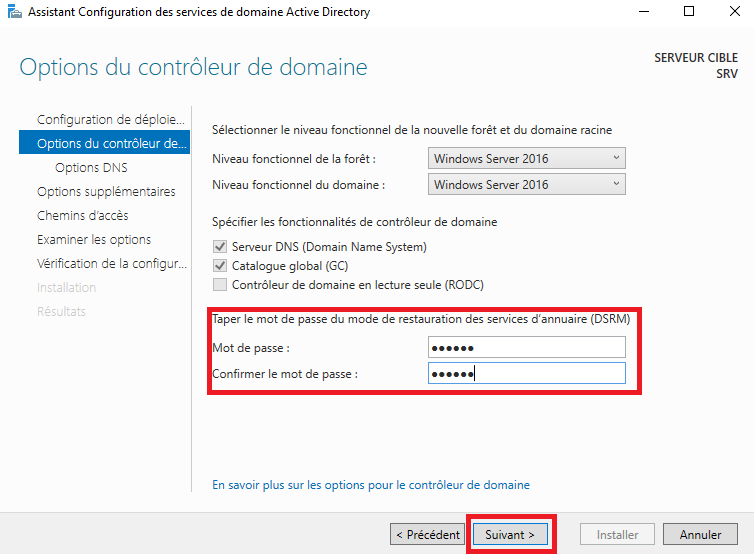 Assistant Configuration des services de domaine Active Directory
Options du contrôleur de domaine
SERVEUR CIBLE
SRV
Configuration de déploie...
Options du contrôleur de...
Options DNS
Options supplémentaires
Chemins d'accès
Examiner les options
Vérification de la configur...
Installation
Résultats
Sélectionner le niveau fonctionnel de la nouvelle forêt et du domaine racine
Niveau fonctionnel de la forêt : Windows Server 2016
Niveau fonctionnel du domaine : Windows Server 2016
Spécifier les fonctionnalités de contrôleur de domaine
Serveur DNS (Domain Name System)
Catalogue global (GC)
Contrôleur de domaine en lecture seule (RODC)
Taper le mot de passe du mode de restauration des services d'annuaire (DSRM)
Mot de passe : ●●●●●●
Confirmer le mot de passe : ●●●●●●
En savoir plus sur les options pour le contrôleur de domaine
< Précédent Suivant > Installer Annuler